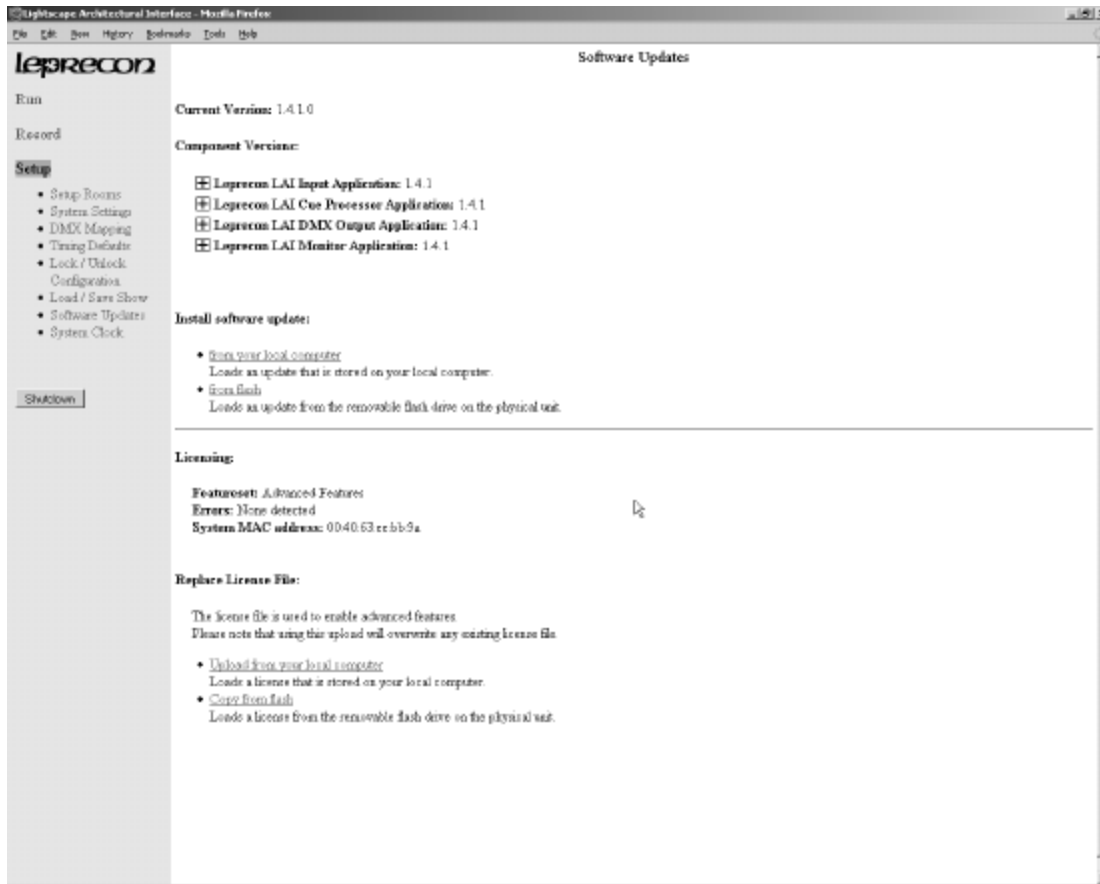 Lightscape Architectural Interface - Mozilla Firefox
File Edit View History Bookmarks Tools Help
leprecon
Run
Record
Setup
• Setup Rooms
• System Settings
• DMX Mapping
• Timing Defaults
• Lock / Unlock
Configuration
• Load / Save Show
• Software Updates
• System Clock
Shutdown
Software Updates
Current Version: 1.4.1.0
Component Versions:
Leprecon LAI Input Application: 1.4.1
Leprecon LAI Cue Processor Application: 1.4.1
Leprecon LAI DMX Output Application: 1.4.1
Leprecon LAI Monitor Application: 1.4.1
Install software update:
• from your local computer
Loads an update that is stored on your local computer.
• from flash
Loads an update from the removable flash drive on the physical unit.
Licensing:
Featureset: Advanced Features
Errors: None detected
System MAC address: 00:40:63:ee:bb:9a
Replace License File:
The license file is used to enable advanced features.
Please note that using this upload will overwrite any existing license file.
• Upload from your local computer
Loads a license that is stored on your local computer.
• Copy from flash
Loads a license from the removable flash drive on the physical unit.